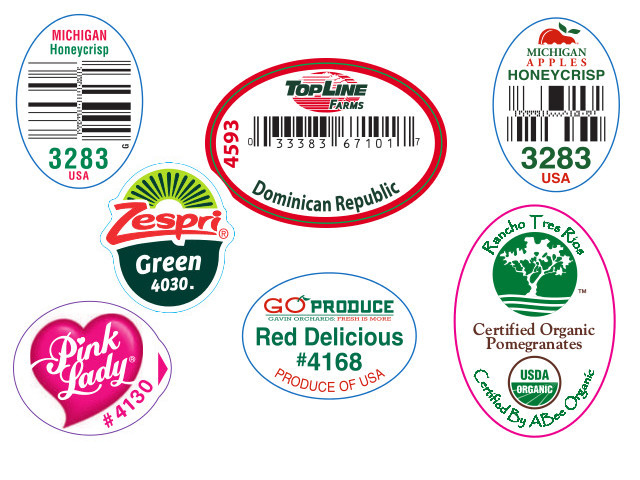 MICHIGAN
Honeycrisp
3283
USA
G
TOPLINE
FARMS
4593
0 33383 67101 7
Dominican Republic
MICHIGAN
APPLES
HONEYCRISP
3283
USA
Zespri®
Green
4030
Pink
Lady®
#4130
GO PRODUCE
GAVIN ORCHARDS: FRESH IS MORE
Red Delicious
#4168
PRODUCE OF USA
Rancho Tres Rios
TM
Certified Organic
Pomegranates
USDA
ORGANIC
Certified By ABee Organic